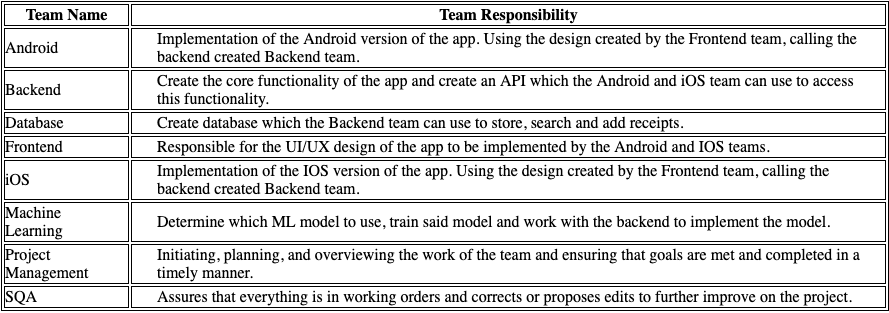 Team Name Team Responsibility
Android Implementation of the Android version of the app. Using the design created by the Frontend team, calling the
backend created Backend team.
Backend Create the core functionality of the app and create an API which the Android and iOS team can use to access
this functionality.
Database Create database which the Backend team can use to store, search and add receipts.
Frontend Responsible for the UI/UX design of the app to be implemented by the Android and IOS teams.
iOS Implementation of the IOS version of the app. Using the design created by the Frontend team, calling the
backend created Backend team.
Machine
Learning Determine which ML model to use, train said model and work with the backend to implement the model.
Project
Management Initiating, planning, and overviewing the work of the team and ensuring that goals are met and completed in a
timely manner.
SQA Assures that everything is in working orders and corrects or proposes edits to further improve on the project.